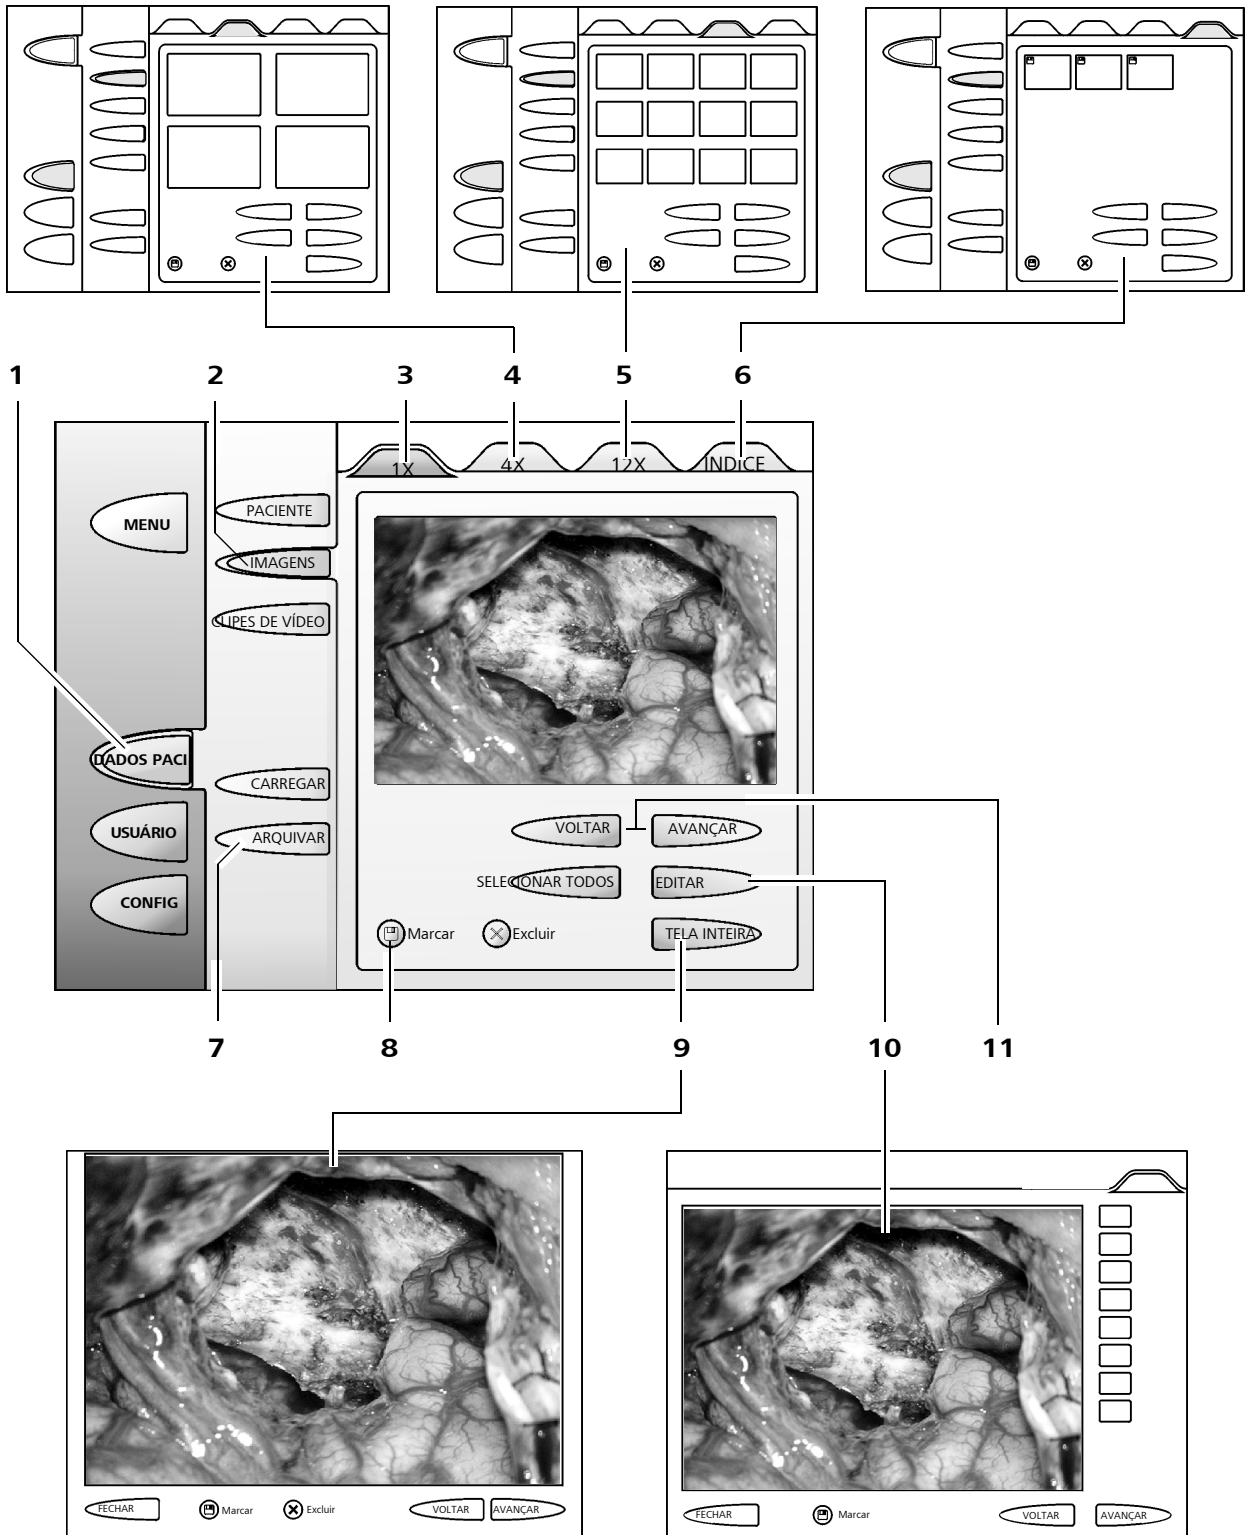 1 2 3 4 5 6
1X 4X 12X INDICE
MENU
PACIENTE
IMAGENS
CLIPES DE VÍDEO
DADOS PACI
CARREGAR
USUÁRIO
ARQUIVAR
CONFIG
VOLTAR AVANÇAR
SELECIONAR TODOS EDITAR
Marcar Excluir TELA INTEIRA
7 8 9 10 11
FECHAR Marcar Excluir VOLTAR AVANÇAR
FECHAR Marcar VOLTAR AVANÇAR